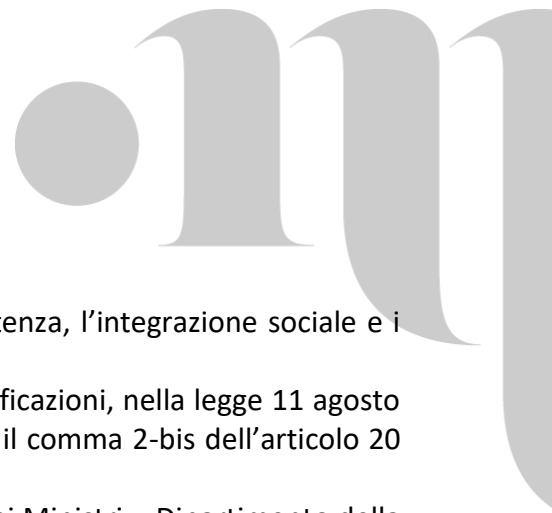 tenza, l’integrazione sociale e i
ficazioni, nella legge 11 agosto
il comma 2-bis dell’articolo 20